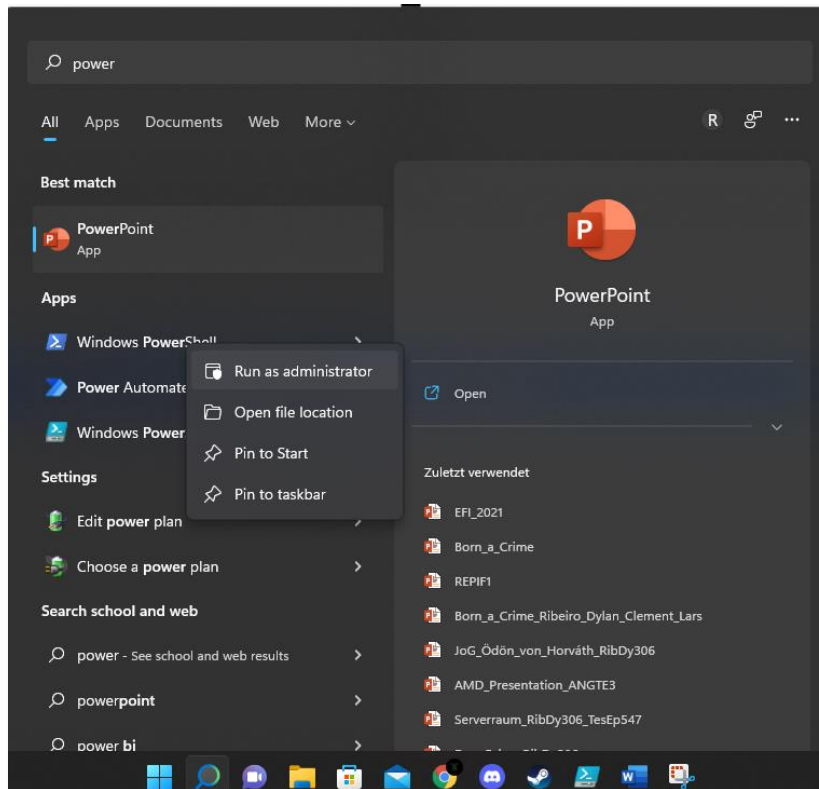 power
All Apps Documents Web More R
Best match
PowerPoint
App
Apps
Windows PowerShell
Power Automate
Windows Power
Run as administrator
Open file location
Pin to Start
Pin to taskbar
Settings
Edit power plan
Choose a power plan
Search school and web
power - See school and web results
powerpoint
power bi
PowerPoint
App
Open
Zuletzt verwendet
EFI_2021
Born_a_Crime
REPIF1
Born_a_Crime_Ribeiro_Dylan_Clement_Lars
JoG_Ödön_von_Horváth_RibDy306
AMD_Presentation_ANGTE3
Serverraum_RibDy306_TesEp547